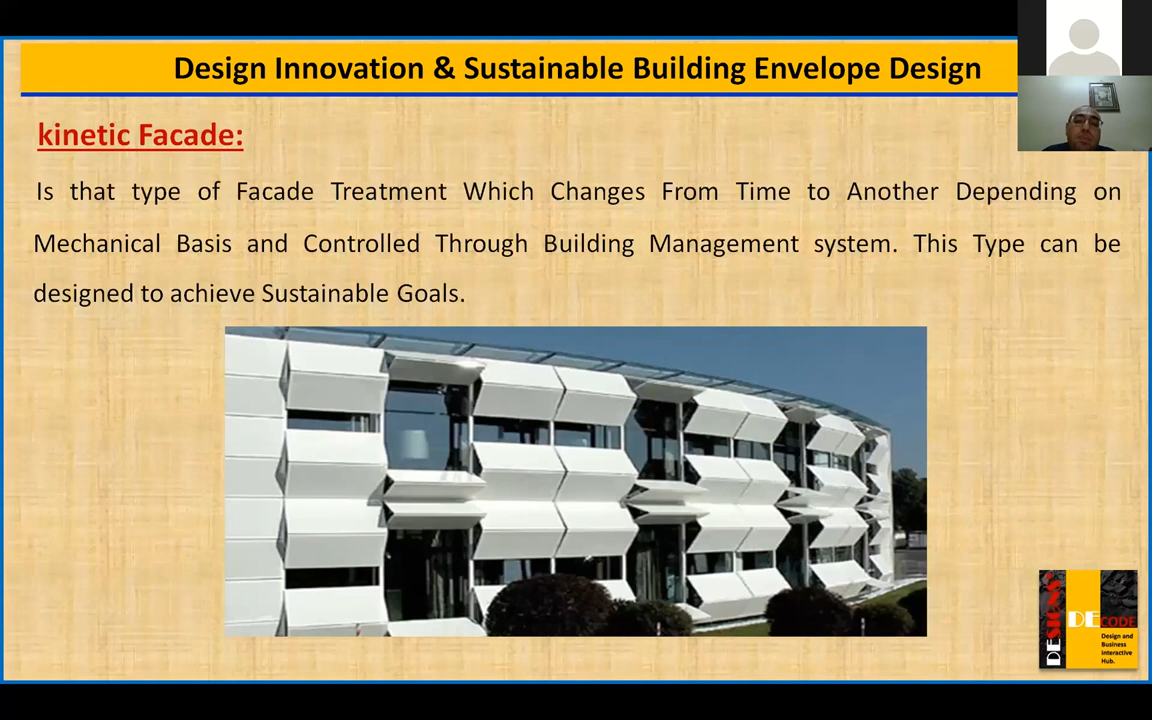 Design Innovation & Sustainable Building Envelope Design
kinetic Facade:
Is that type of Facade Treatment Which Changes From Time to Another Depending on
Mechanical Basis and Controlled Through Building Management system. This Type can be
designed to achieve Sustainable Goals.
DESIGNS
DECODE
Design and
Business
Interactive
Hub.